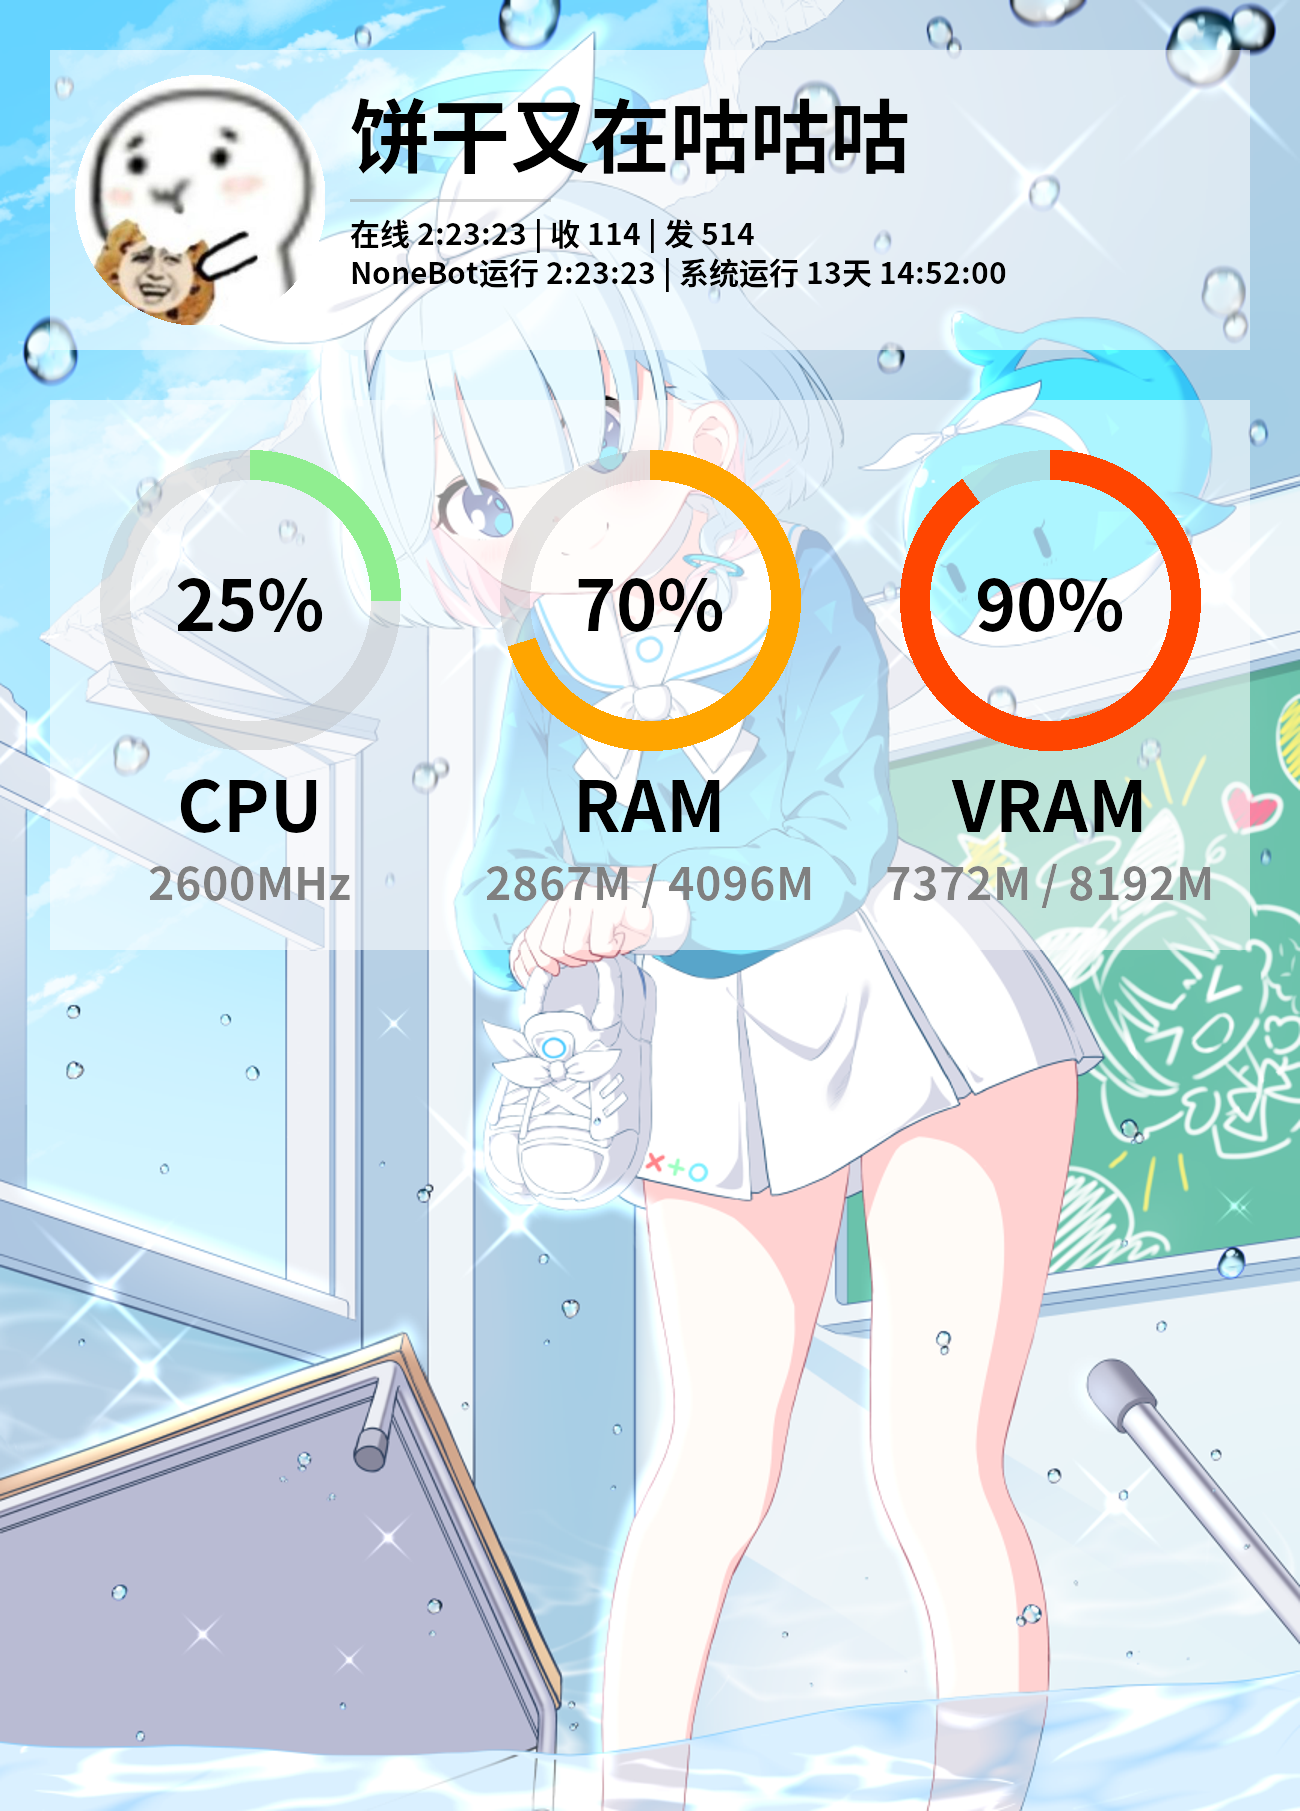 饼干又在咕咕咕
在线 2:23:23 | 收 114 | 发 514
NoneBot运行 2:23:23 | 系统运行 13天 14:52:00
25%
70%
90%
CPU
RAM
VRAM
2600MHz
2867M / 4096M
7372M / 8192M